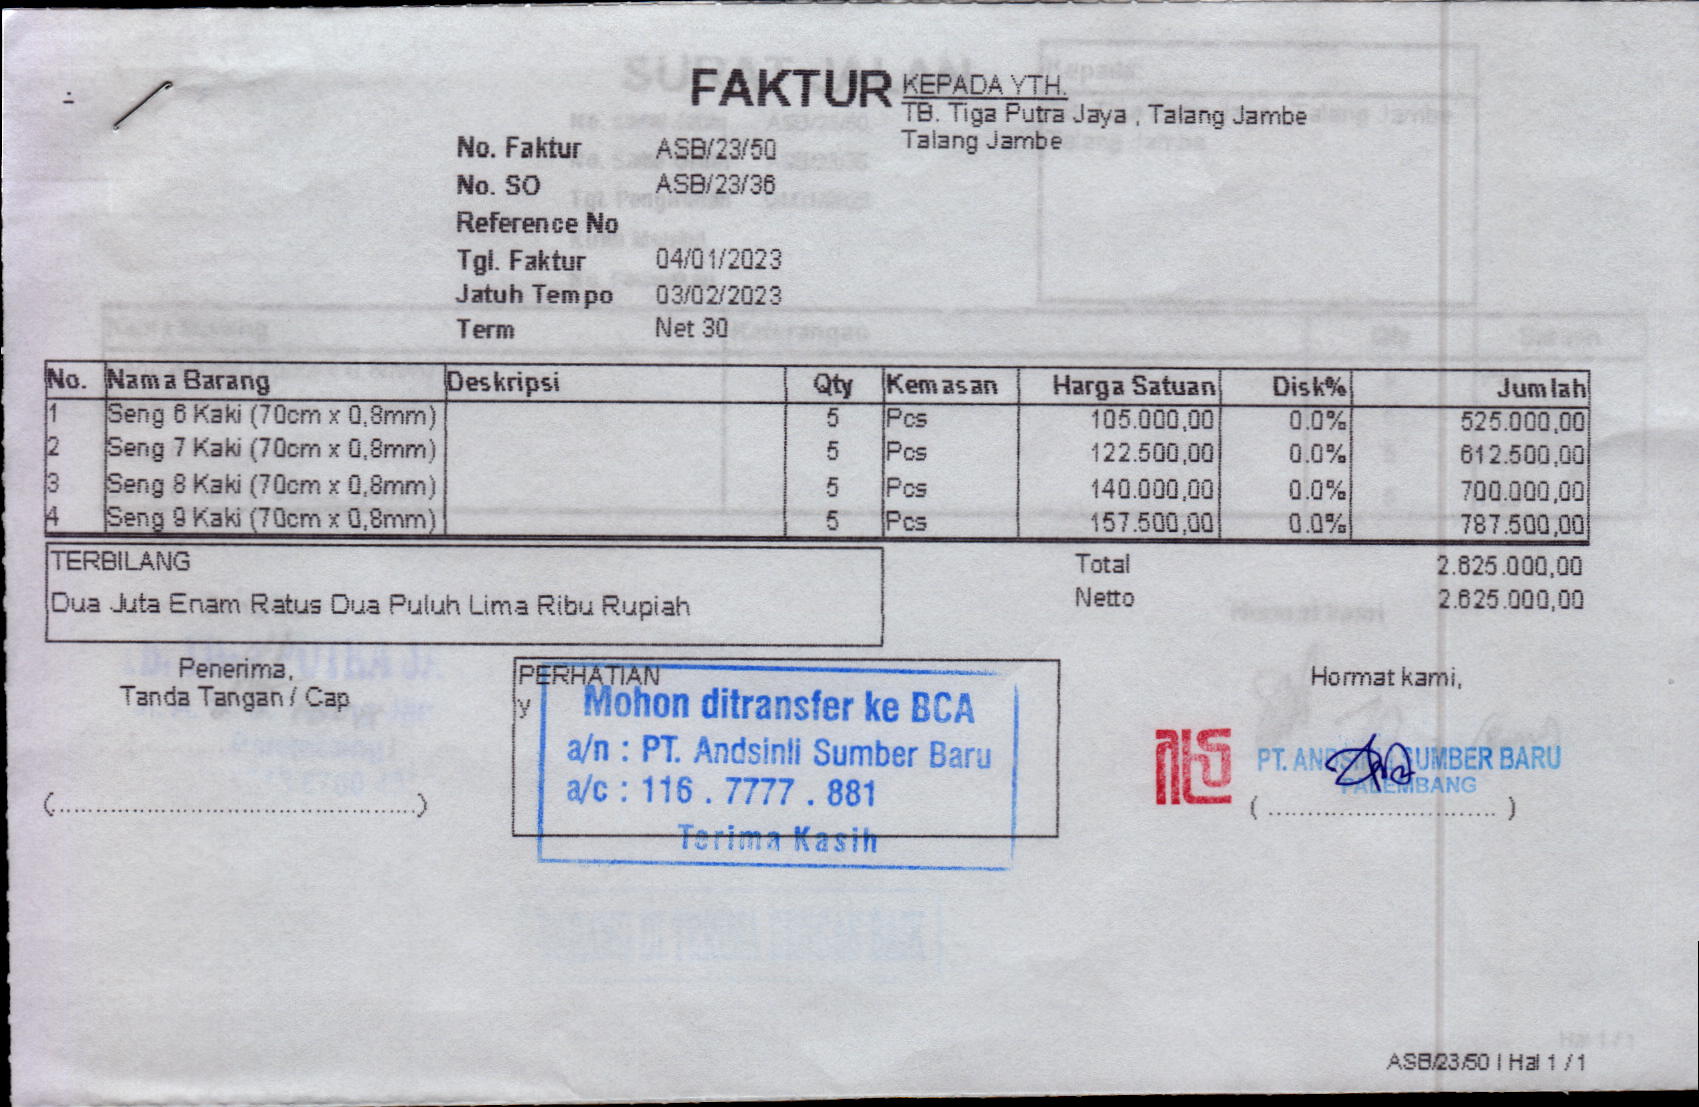 FAKTUR
KEPADA YTH.
TB. Tiga Putra Jaya , Talang Jambe
Talang Jambe
No. Faktur ASB/23/50
No. SO ASB/23/36
Reference No
Tgl. Faktur 04/01/2023
Jatuh Tempo 03/02/2023
Term Net 30
No. Nama Barang Deskripsi Qty Kemasan Harga Satuan Disk% Jumlah
1 Seng 6 Kaki (70cm x 0,8mm) 5 Pcs 105.000,00 0.0% 525.000,00
2 Seng 7 Kaki (70cm x 0,8mm) 5 Pcs 122.500,00 0.0% 612.500,00
3 Seng 8 Kaki (70cm x 0,8mm) 5 Pcs 140.000,00 0.0% 700.000,00
4 Seng 9 Kaki (70cm x 0,8mm) 5 Pcs 157.500,00 0.0% 787.500,00
TERBILANG
Dua Juta Enam Ratus Dua Puluh Lima Ribu Rupiah
Total 2.625.000,00
Netto 2.625.000,00
Penerima,
Tanda Tangan / Cap
(..............................................)
PERHATIAN
y
Mohon ditransfer ke BCA
a/n : PT. Andsinli Sumber Baru
a/c : 116 . 7777 . 881
Terima Kasih
Hormat kami,
PT. ANDSINLI SUMBER BARU
PALEMBANG
( ............................. )
ASB/23/50 | Hal 1 / 1